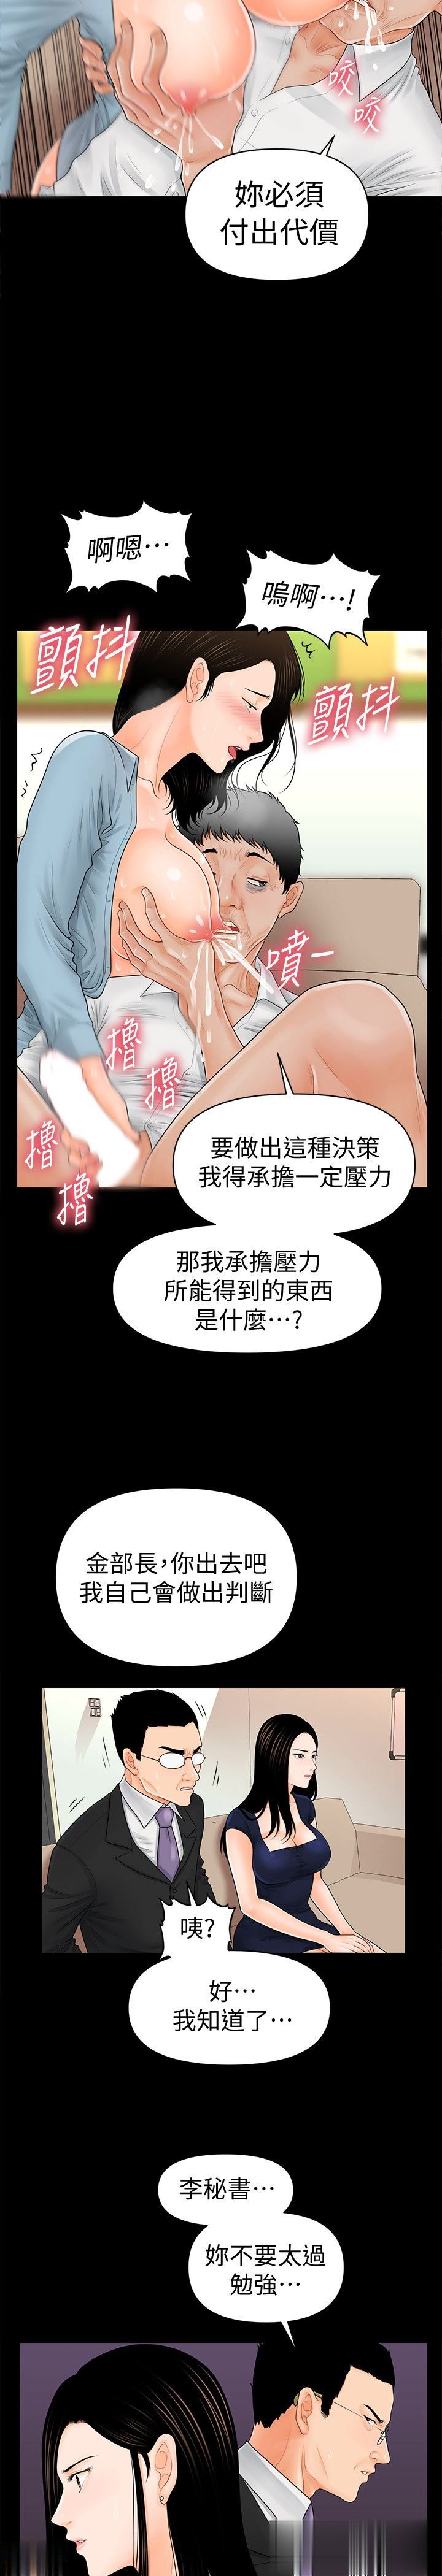 咬
咬
妳必須
付出代價
啊嗯⋯
嗚啊⋯!
顫抖
顫抖
噴ー
擼
擼
擼
擼
要做出這種決策
我得承擔一定壓力
那我承擔壓力
所能得到的東西
是什麼⋯?
金部長,你出去吧
我自己會做出判斷
咦?
好⋯
我知道了⋯
李秘書⋯
妳不要太過
勉強⋯